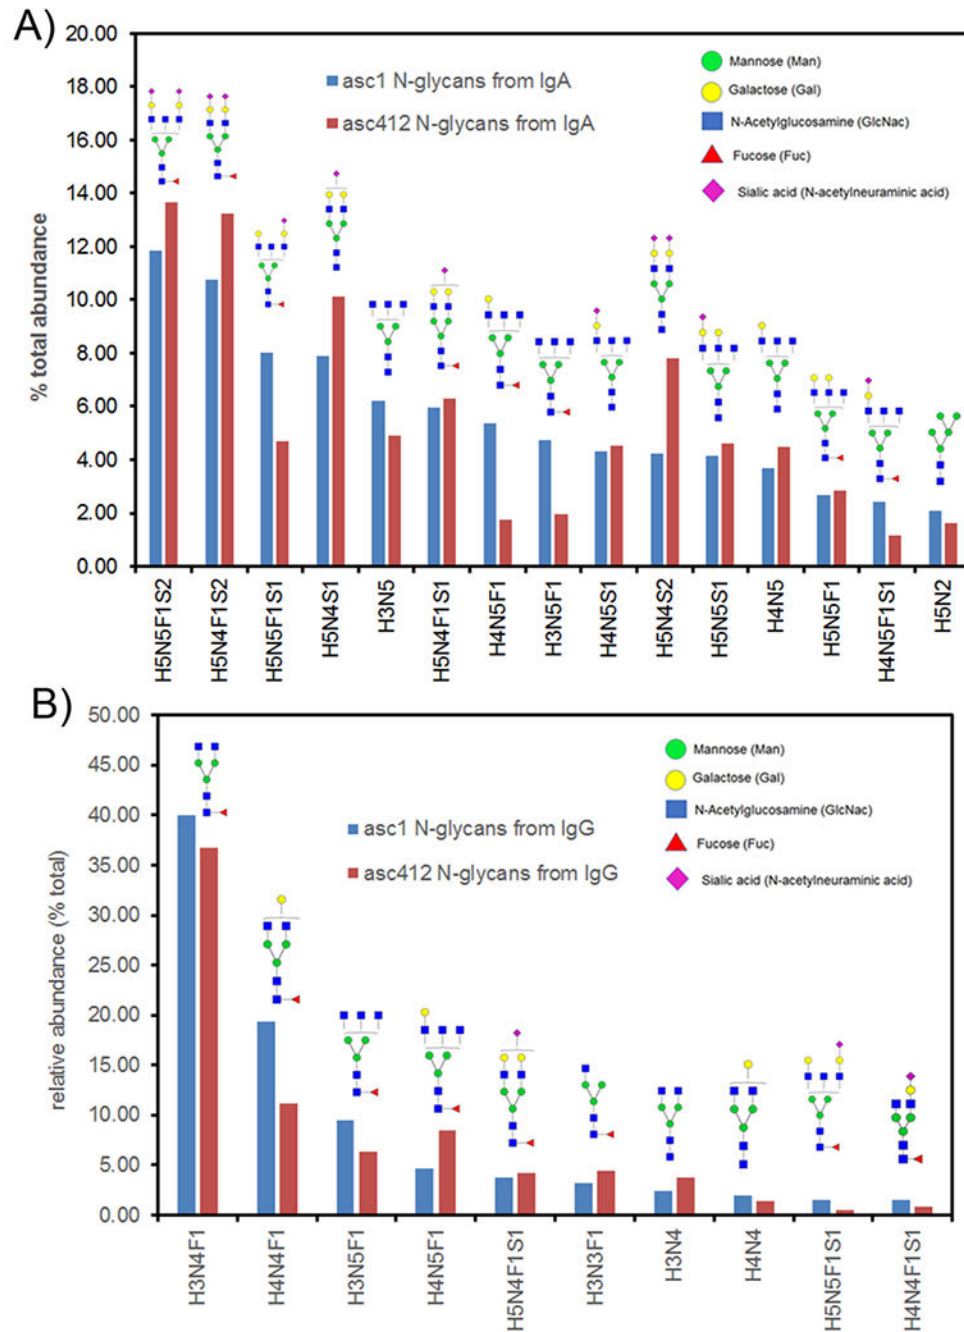 A)
20.00
18.00
16.00
14.00
12.00
10.00
8.00
6.00
4.00
2.00
0.00
% total abundance
asc1 N-glycans from IgA
asc412 N-glycans from IgA
Mannose (Man)
Galactose (Gal)
N-Acetylglucosamine (GlcNac)
Fucose (Fuc)
Sialic acid (N-acetylneuraminic acid)
H5N5F1S2
H5N4F1S2
H5N5F1S1
H5N4S1
H3N5
H5N4F1S1
H4N5F1
H3N5F1
H4N5S1
H5N4S2
H5N5S1
H4N5
H5N5F1
H4N5F1S1
H5N2
B)
50.00
45.00
40.00
35.00
30.00
25.00
20.00
15.00
10.00
5.00
0.00
relative abundance (% total)
asc1 N-glycans from IgG
asc412 N-glycans from IgG
Mannose (Man)
Galactose (Gal)
N-Acetylglucosamine (GlcNac)
Fucose (Fuc)
Sialic acid (N-acetylneuraminic acid)
H3N4F1
H4N4F1
H3N5F1
H4N5F1
H5N4F1S1
H3N3F1
H3N4
H4N4
H5N5F1S1
H4N4F1S1